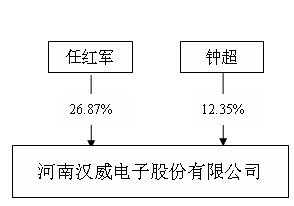 任红军
钟超
26.87%
12.35%
河南汉威电子股份有限公司